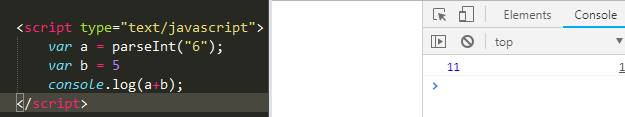 <script type="text/javascript">
var a = parseInt("6");
var b = 5
console.log(a+b);
</script>
Elements Console
top
11 1
>